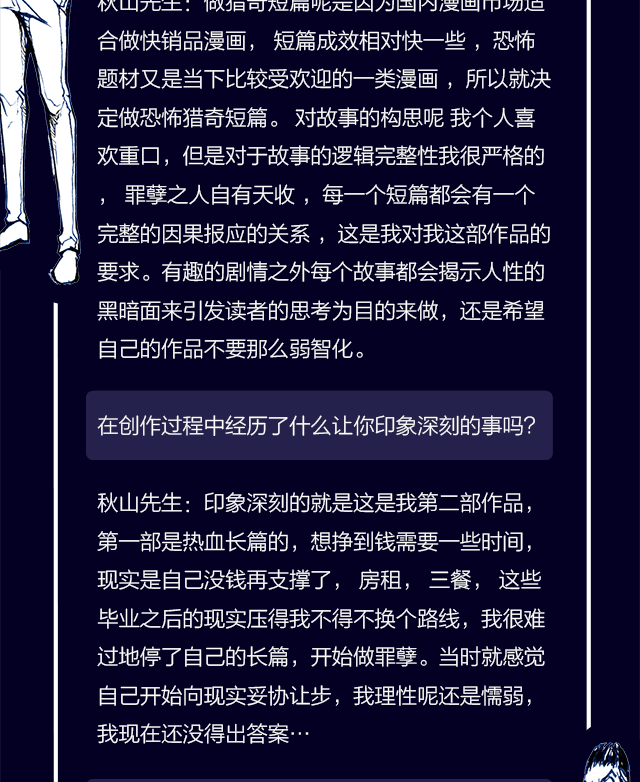 秋山先生：做猎奇短篇呢是因为国内漫画市场适
合做快销品漫画， 短篇成效相对快一些 ，恐怖
题材又是当下比较受欢迎的一类漫画 ，所以就决
定做恐怖猎奇短篇。 对故事的构思呢 我个人喜
欢重口，但是对于故事的逻辑完整性我很严格的
， 罪孽之人自有天收 ，每一个短篇都会有一个
完整的因果报应的关系 ，这是我对我这部作品的
要求。有趣的剧情之外每个故事都会揭示人性的
黑暗面来引发读者的思考为目的来做，还是希望
自己的作品不要那么弱智化。
在创作过程中经历了什么让你印象深刻的事吗？
秋山先生：印象深刻的就是这是我第二部作品，
第一部是热血长篇的，想挣到钱需要一些时间，
现实是自己没钱再支撑了， 房租， 三餐， 这些
毕业之后的现实压得我不得不换个路线，我很难
过地停了自己的长篇，开始做罪孽。当时就感觉
自己开始向现实妥协让步，我理性呢还是懦弱，
我现在还没得出答案…